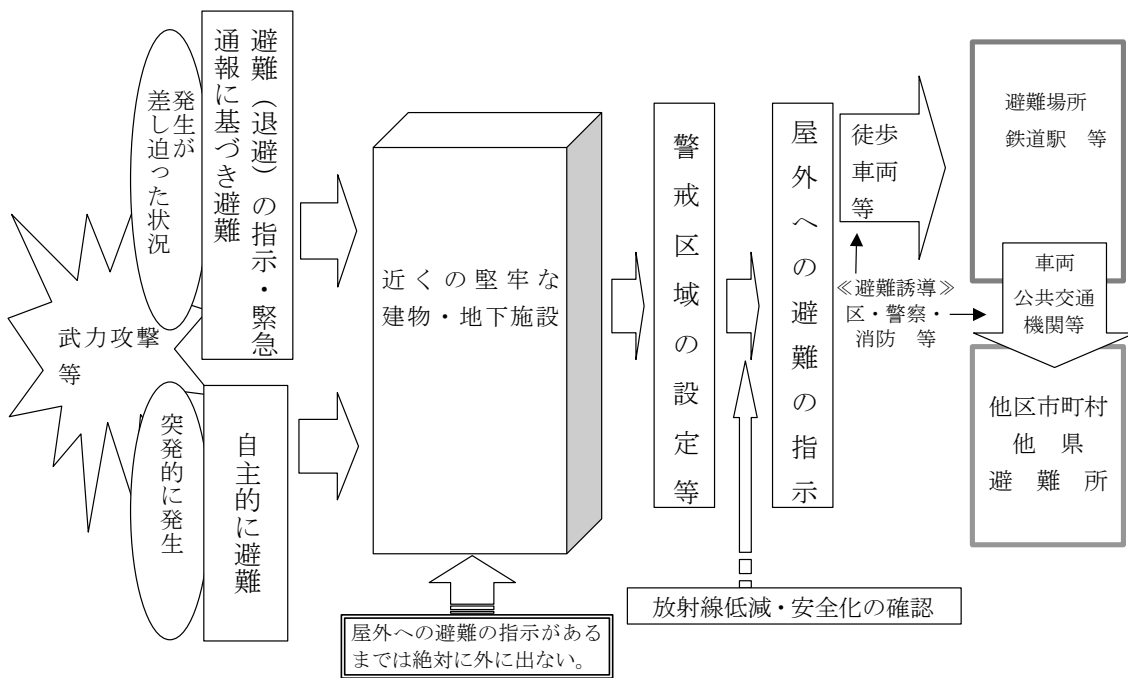 武力攻撃
等
発生が
差し迫った状況
避難（退避）の指示・緊急
通報に基づき避難
突発的に発生
自主的に避難
近くの堅牢な
建物・地下施設
屋外への避難の指示がある
までは絶対に外に出ない。
警戒区域の設定等
放射線低減・安全化の確認
屋外への避難の指示
徒歩
車両
等
≪避難誘導≫
区・警察・
消防　等
避難場所
鉄道駅　等
車両
公共交通
機関等
他区市町村
他　県
避　難　所